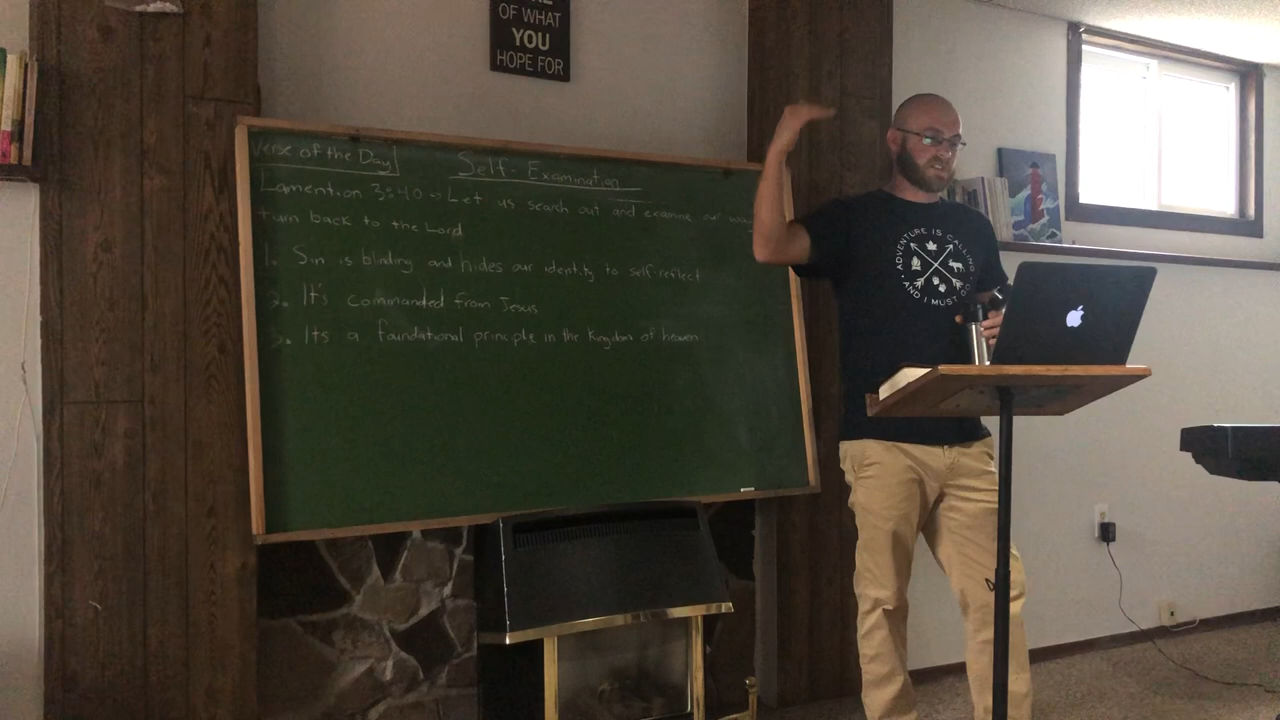 OF WHAT
YOU
HOPE FOR
Verse of the Day
Self-Examination
Lamention 3:40 → Let us search out and examine our ways
turn back to the Lord
1. Sin is blinding and hides our identity to self-reflect
2. It's commanded from Jesus
3. Its a foundational principle in the kingdom of heaven
ADVENTURE IS CALLING
AND I MUST GO